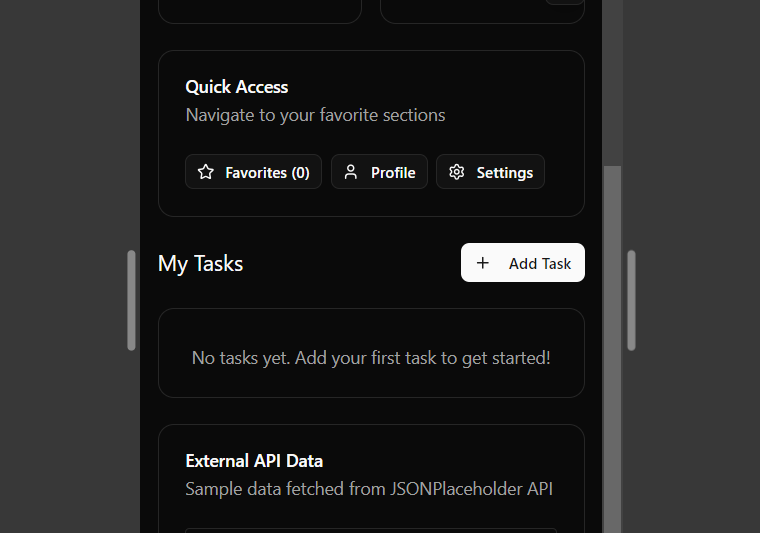 Quick Access
Navigate to your favorite sections
Favorites (0) Profile Settings
My Tasks
Add Task
No tasks yet. Add your first task to get started!
External API Data
Sample data fetched from JSONPlaceholder API